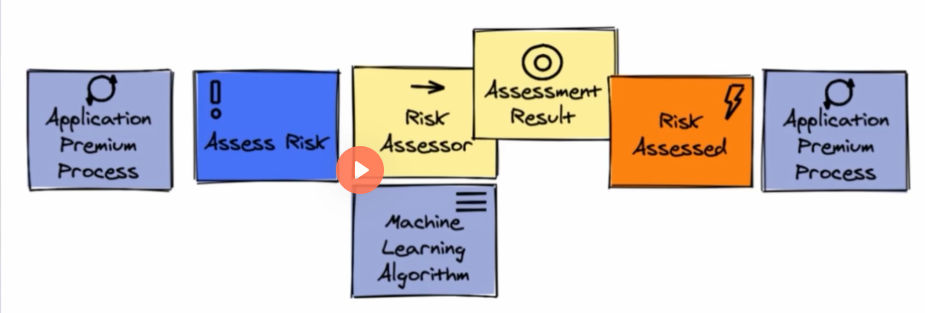 Application
Premium
Process
Assess Risk
Risk
Assessor
Machine
Learning
Algorithm
Assessment
Result
Risk
Assessed
Application
Premium
Process